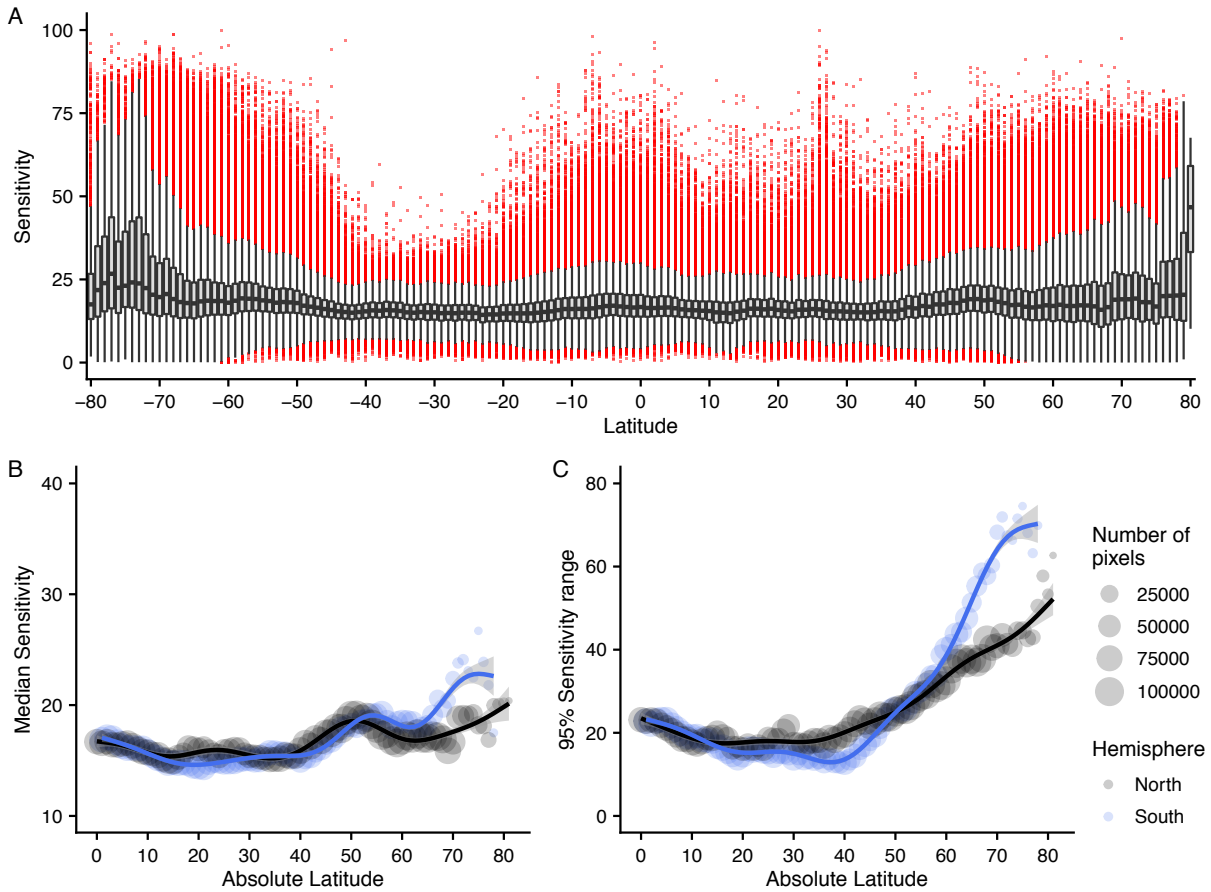 A
Sensitivity
100
75
50
25
0
−80 −70 −60 −50 −40 −30 −20 −10 0 10 20 30 40 50 60 70 80
Latitude
B
Median Sensitivity
40
30
20
10
0 10 20 30 40 50 60 70 80
Absolute Latitude
C
95% Sensitivity range
80
60
40
20
0
0 10 20 30 40 50 60 70 80
Absolute Latitude
Number of
pixels
25000
50000
75000
100000
Hemisphere
North
South